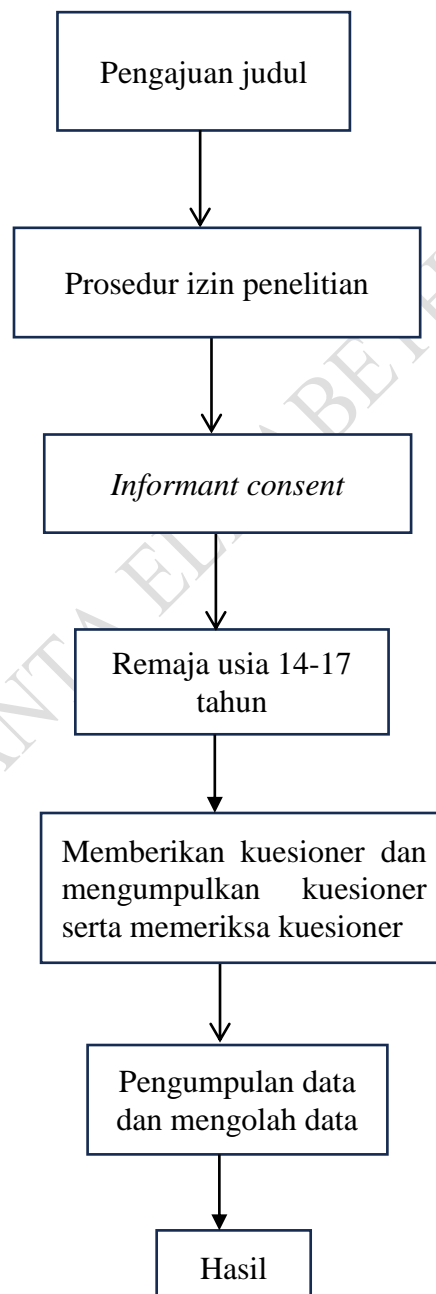 Pengajuan judul
Prosedur izin penelitian
Informant consent
Remaja usia 14-17
tahun
Memberikan kuesioner dan
mengumpulkan kuesioner
serta memeriksa kuesioner
Pengumpulan data
dan mengolah data
Hasil